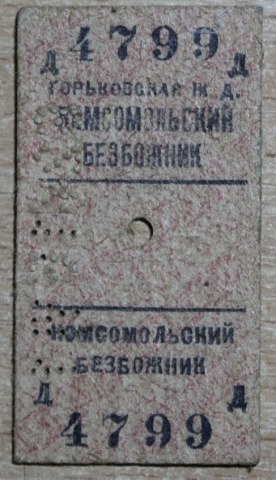 4799
Д Д
ГОРЬКОВСКАЯ Ж. Д.
КОМСОМОЛЬСКИЙ
БЕЗБОЖНИК
КОМСОМОЛЬСКИЙ
БЕЗБОЖНИК
Д Д
4799